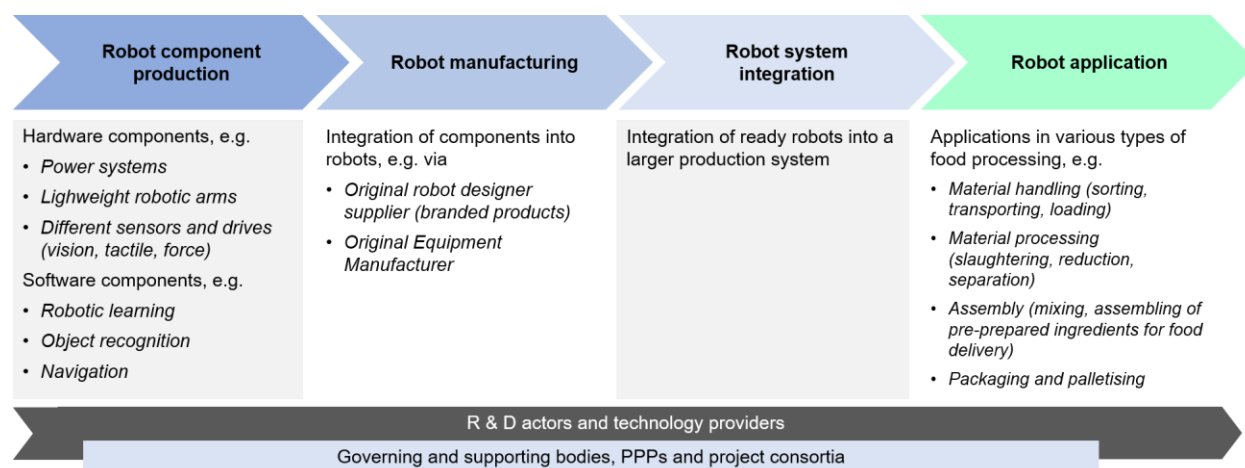 Robot component
production
Robot manufacturing
Robot system
integration
Robot application
Hardware components, e.g.
• Power systems
• Lighweight robotic arms
• Different sensors and drives
(vision, tactile, force)
Software components, e.g.
• Robotic learning
• Object recognition
• Navigation
Integration of components into
robots, e.g. via
• Original robot designer
supplier (branded products)
• Original Equipment
Manufacturer
Integration of ready robots into a
larger production system
Applications in various types of
food processing, e.g.
• Material handling (sorting,
transporting, loading)
• Material processing
(slaughtering, reduction,
separation)
• Assembly (mixing, assembling of
pre-prepared ingredients for food
delivery)
• Packaging and palletising
R & D actors and technology providers
Governing and supporting bodies, PPPs and project consortia